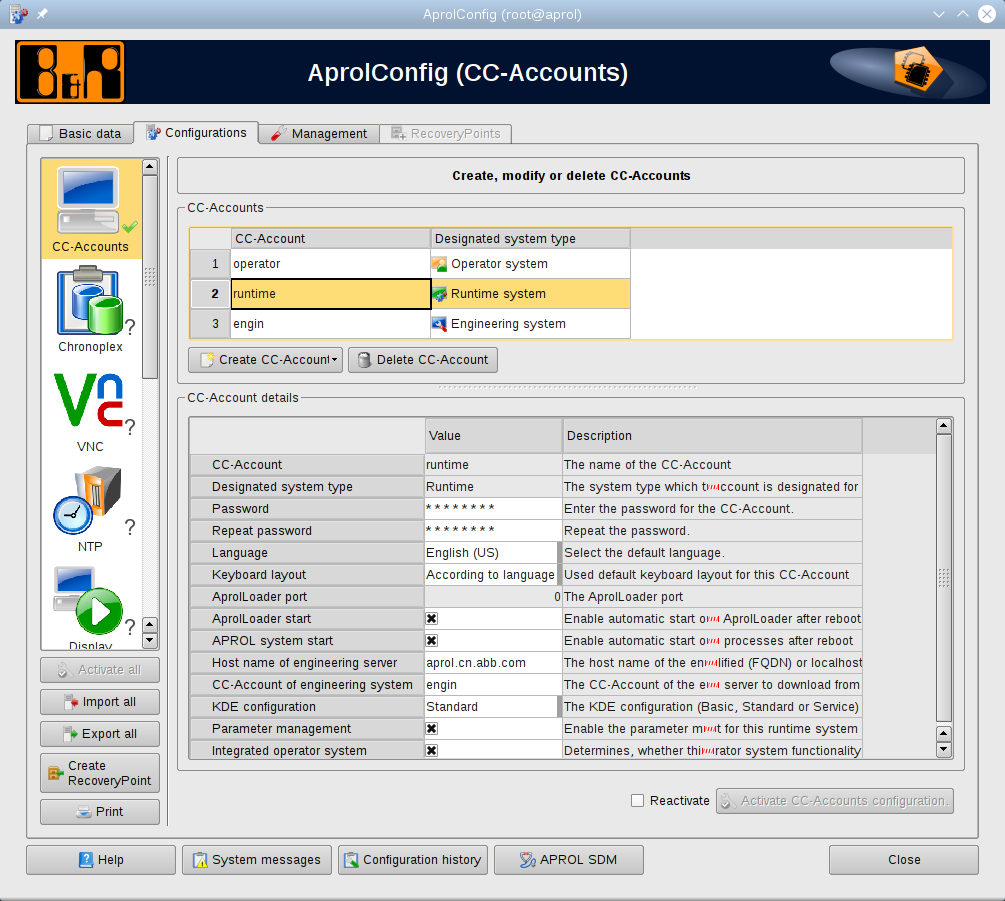 AprolConfig (root@aprol)
B&R
AprolConfig (CC-Accounts)
Basic data
Configurations
Management
RecoveryPoints
CC-Accounts
?
Chronoplex
Vnc
?
VNC
?
NTP
?
Display
Activate all
Import all
Export all
Create
RecoveryPoint
Print
Create, modify or delete CC-Accounts
CC-Accounts
CC-Account Designated system type
1 operator Operator system
2 runtime Runtime system
3 engin Engineering system
Create CC-Account
Delete CC-Account
CC-Account details
Value Description
CC-Account runtime The name of the CC-Account
Designated system type Runtime The system type which t account is designated for
Password ******** Enter the password for the CC-Account.
Repeat password ******** Repeat the password.
Language English (US) Select the default language.
Keyboard layout According to language Used default keyboard layout for this CC-Account
AprolLoader port 0 The AprolLoader port
AprolLoader start Enable automatic start o AprolLoader after reboot
APROL system start Enable automatic start o processes after reboot
Host name of engineering server aprol.cn.abb.com The host name of the en lified (FQDN) or localhost
CC-Account of engineering system engin The CC-Account of the e server to download from
KDE configuration Standard The KDE configuration (Basic, Standard or Service)
Parameter management Enable the parameter m t for this runtime system
Integrated operator system Determines, whether thi rator system functionality
Reactivate
Activate CC-Accounts configuration.
Help
System messages
Configuration history
APROL SDM
Close